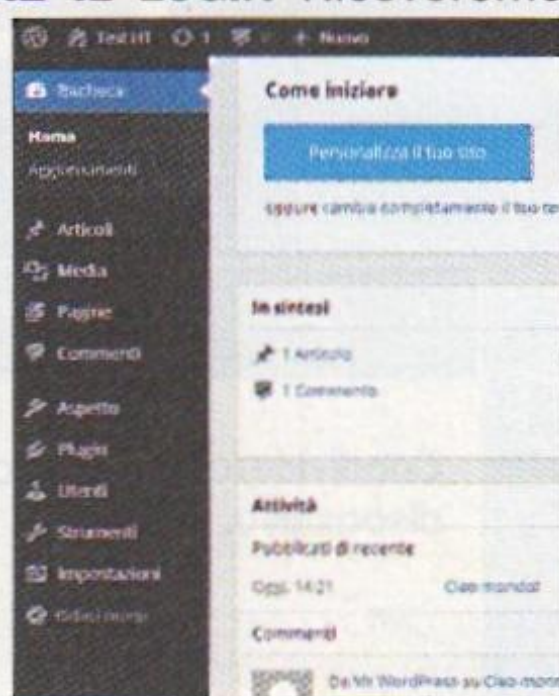 Test HT 1 + Nuovo
Bacheca
Home
Aggiornamenti
Articoli
Media
Pagine
Commenti
Aspetto
Plugin
Utenti
Strumenti
Impostazioni
Come iniziare
Personalizza il tuo sito
oppure cambia completamente il tuo
In sintesi
1 Articolo
1 Commento
Attività
Pubblicati di recente
Oggi, 14:21 Ciao mondo!
Commenti
Da Mr WordPress su Ciao mondo